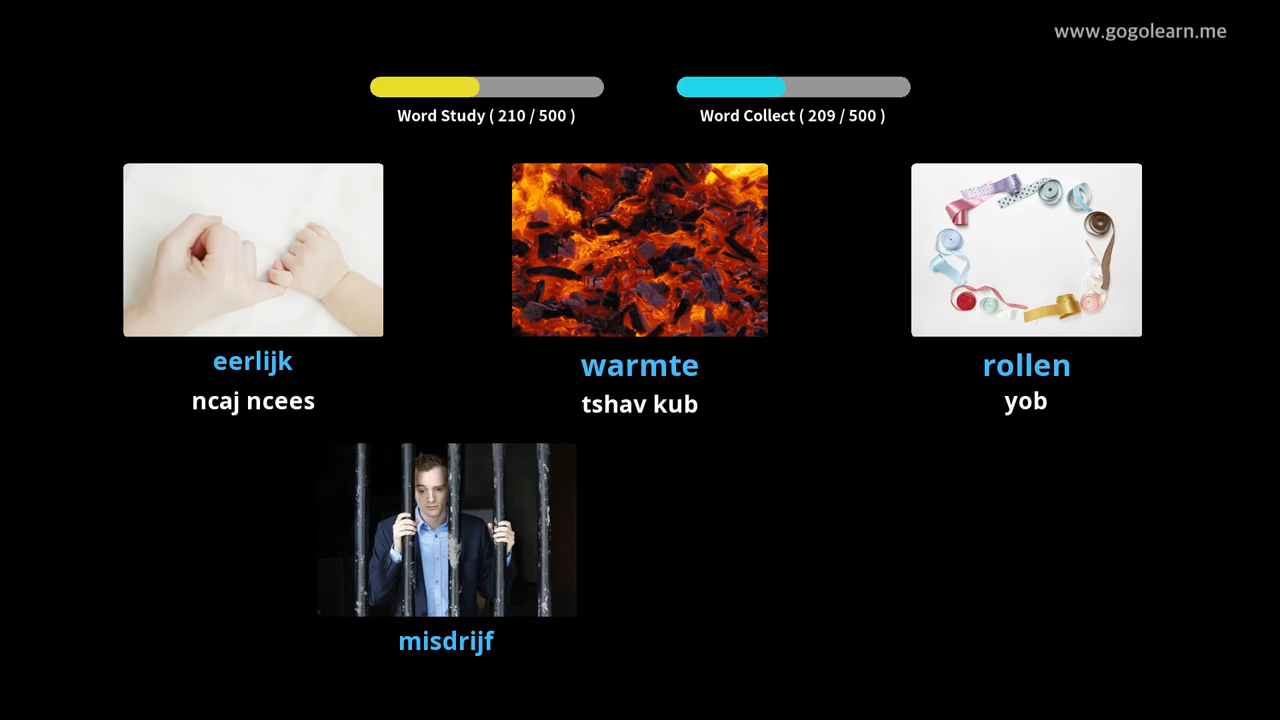 www.gogolearn.me
Word Study ( 210 / 500 )
Word Collect ( 209 / 500 )
eerlijk
ncaj ncees
warmte
tshav kub
rollen
yob
misdrijf